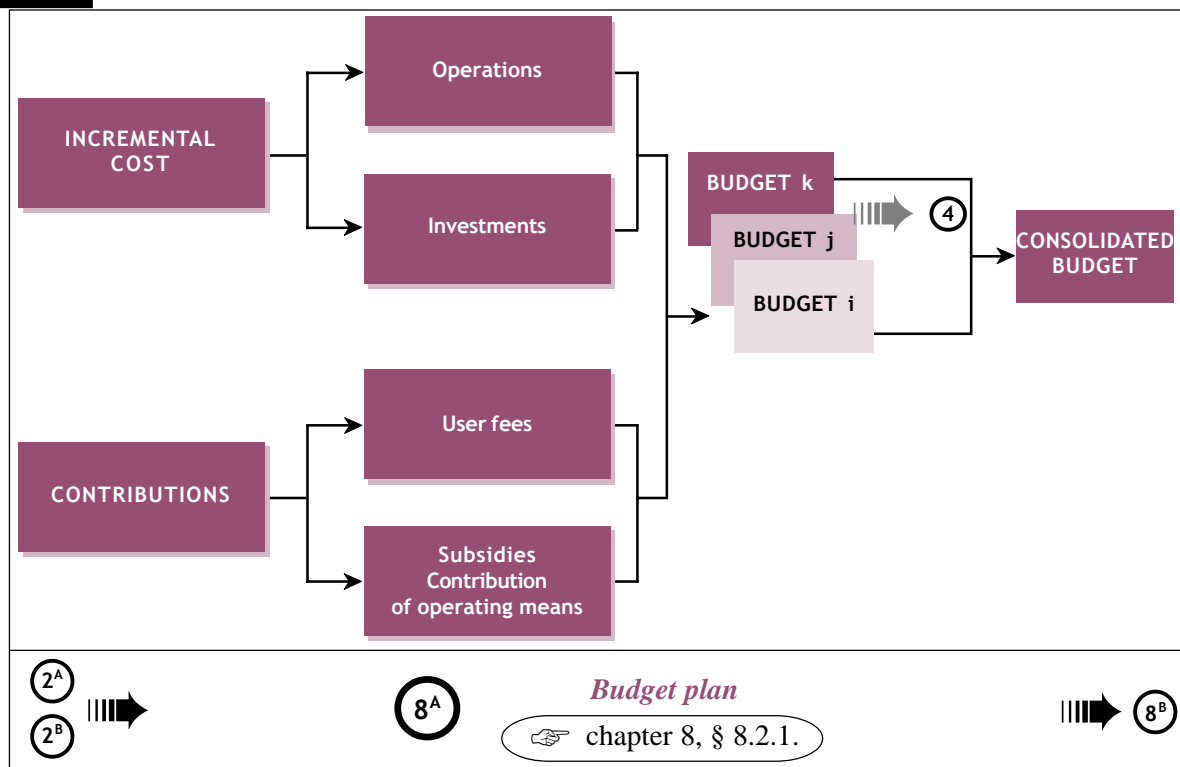 Operations
INCREMENTAL
COST
Investments
BUDGET k
4
BUDGET j
BUDGET i
CONSOLIDATED
BUDGET
User fees
CONTRIBUTIONS
Subsidies
Contribution
of operating means
2A
2B
8A
Budget plan
☞ chapter 8, § 8.2.1.
8B